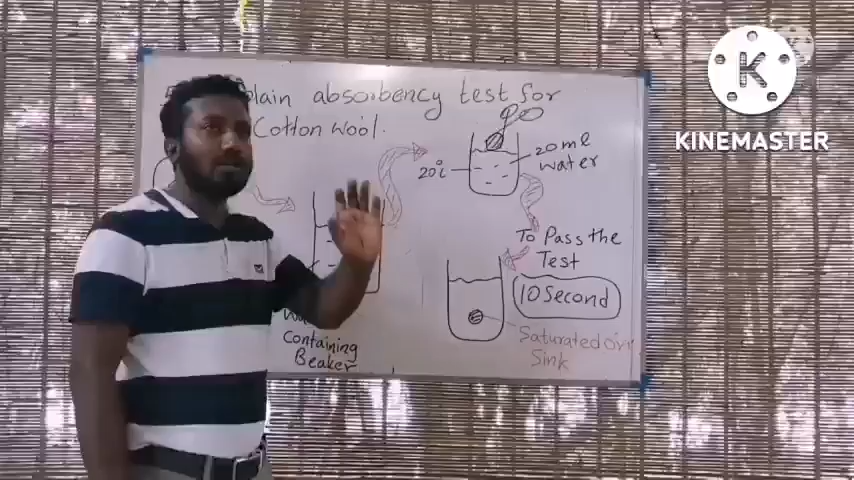 absorbency test for
Cotton wool.
20ml
water
20°c
To Pass the
Test
10 Second
Saturated or
Sink
Containing
Beaker
K
KINEMASTER